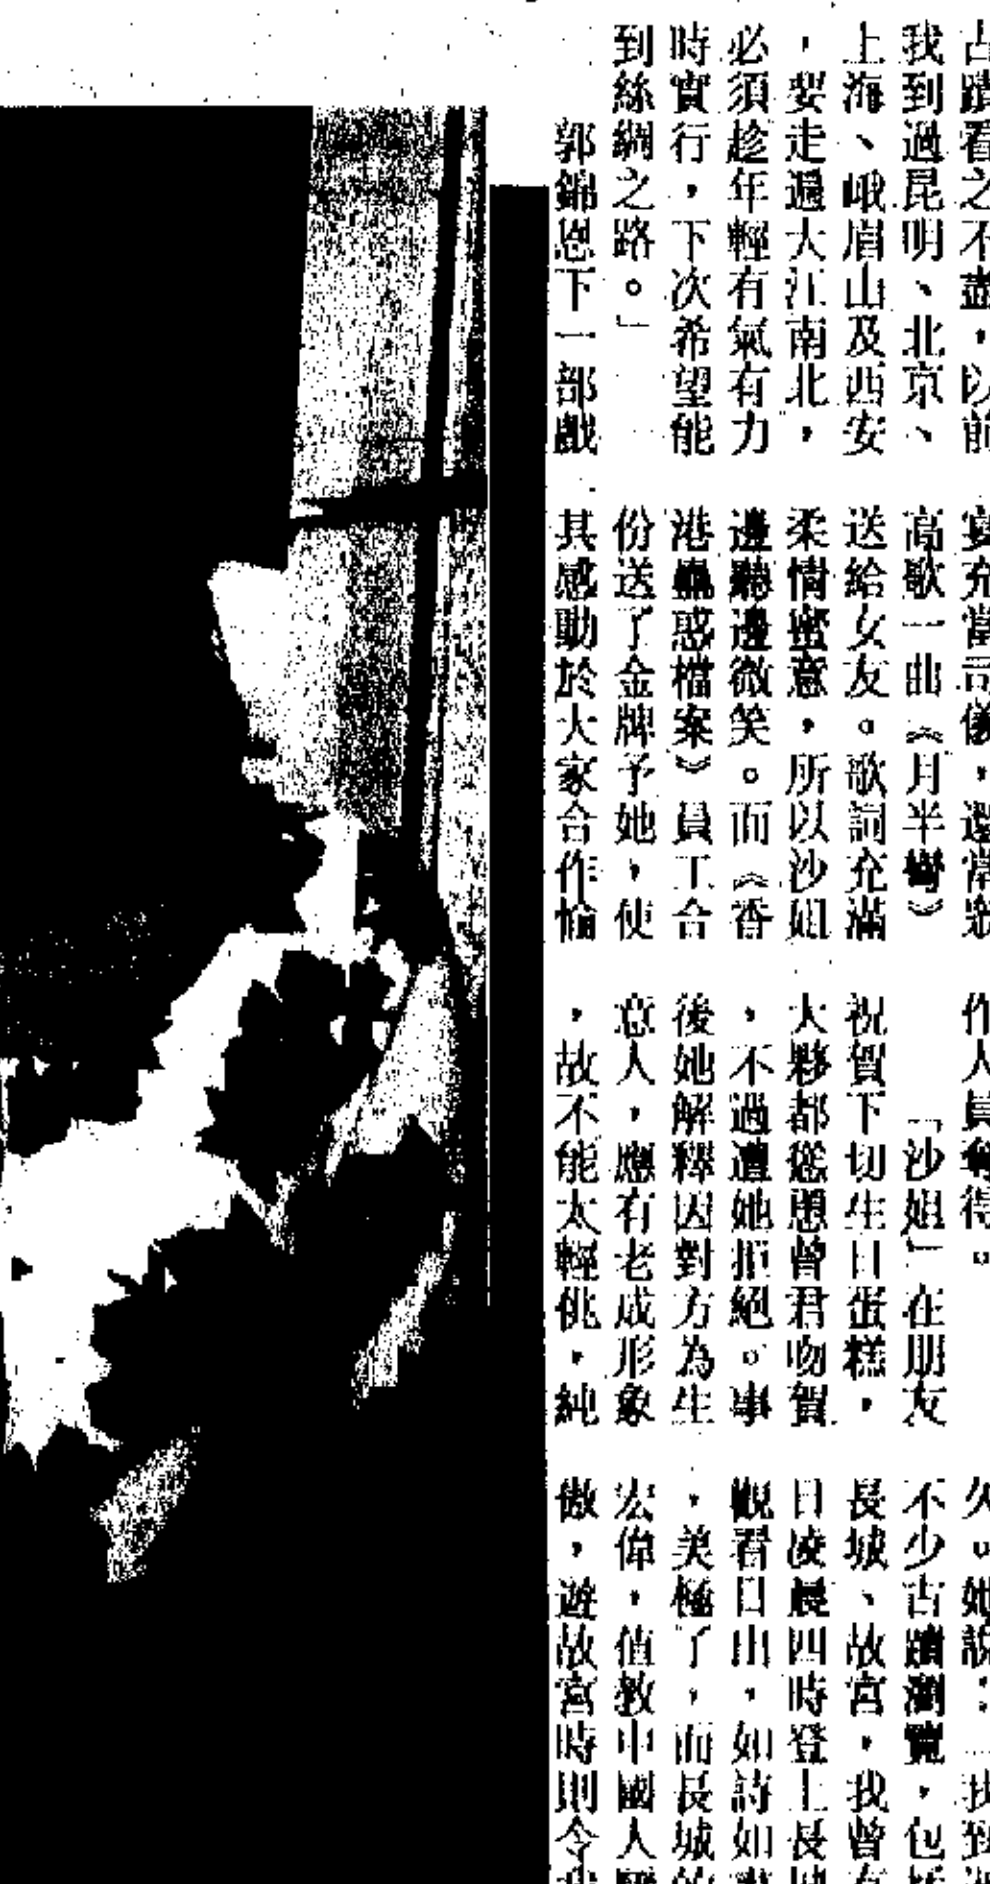 古蹟看之不盡，以前
我到過昆明、北京、
上海、峨眉山及西安
，要走遍大江南北，
必須趁年輕有氣有力
時實行，下次希望能
到絲綢之路。」
郭錦恩下一部戲
宴充當司儀，還當眾
高歌一曲《月半彎》
送給女友。歌詞充滿
柔情蜜意，所以沙姐
邊聽邊微笑。而《香
港蠱惑檔案》員工合
份送了金牌予她，使
其感動於大家合作愉
作人員奪得。
「沙姐」在朋友
祝賀下切生日蛋糕，
大夥都慫恿曾君吻賀
，不過遭她拒絕。事
後她解釋因對方為生
意人，應有老成形象
，故不能太輕佻，純
久。她說：「我到過
不少古蹟瀏覽，包括
長城、故宮，我曾有
日凌晨四時登上長城
觀看日出，如詩如畫
，美極了，而長城的
宏偉，值教中國人驕
傲，遊故宮時則令我